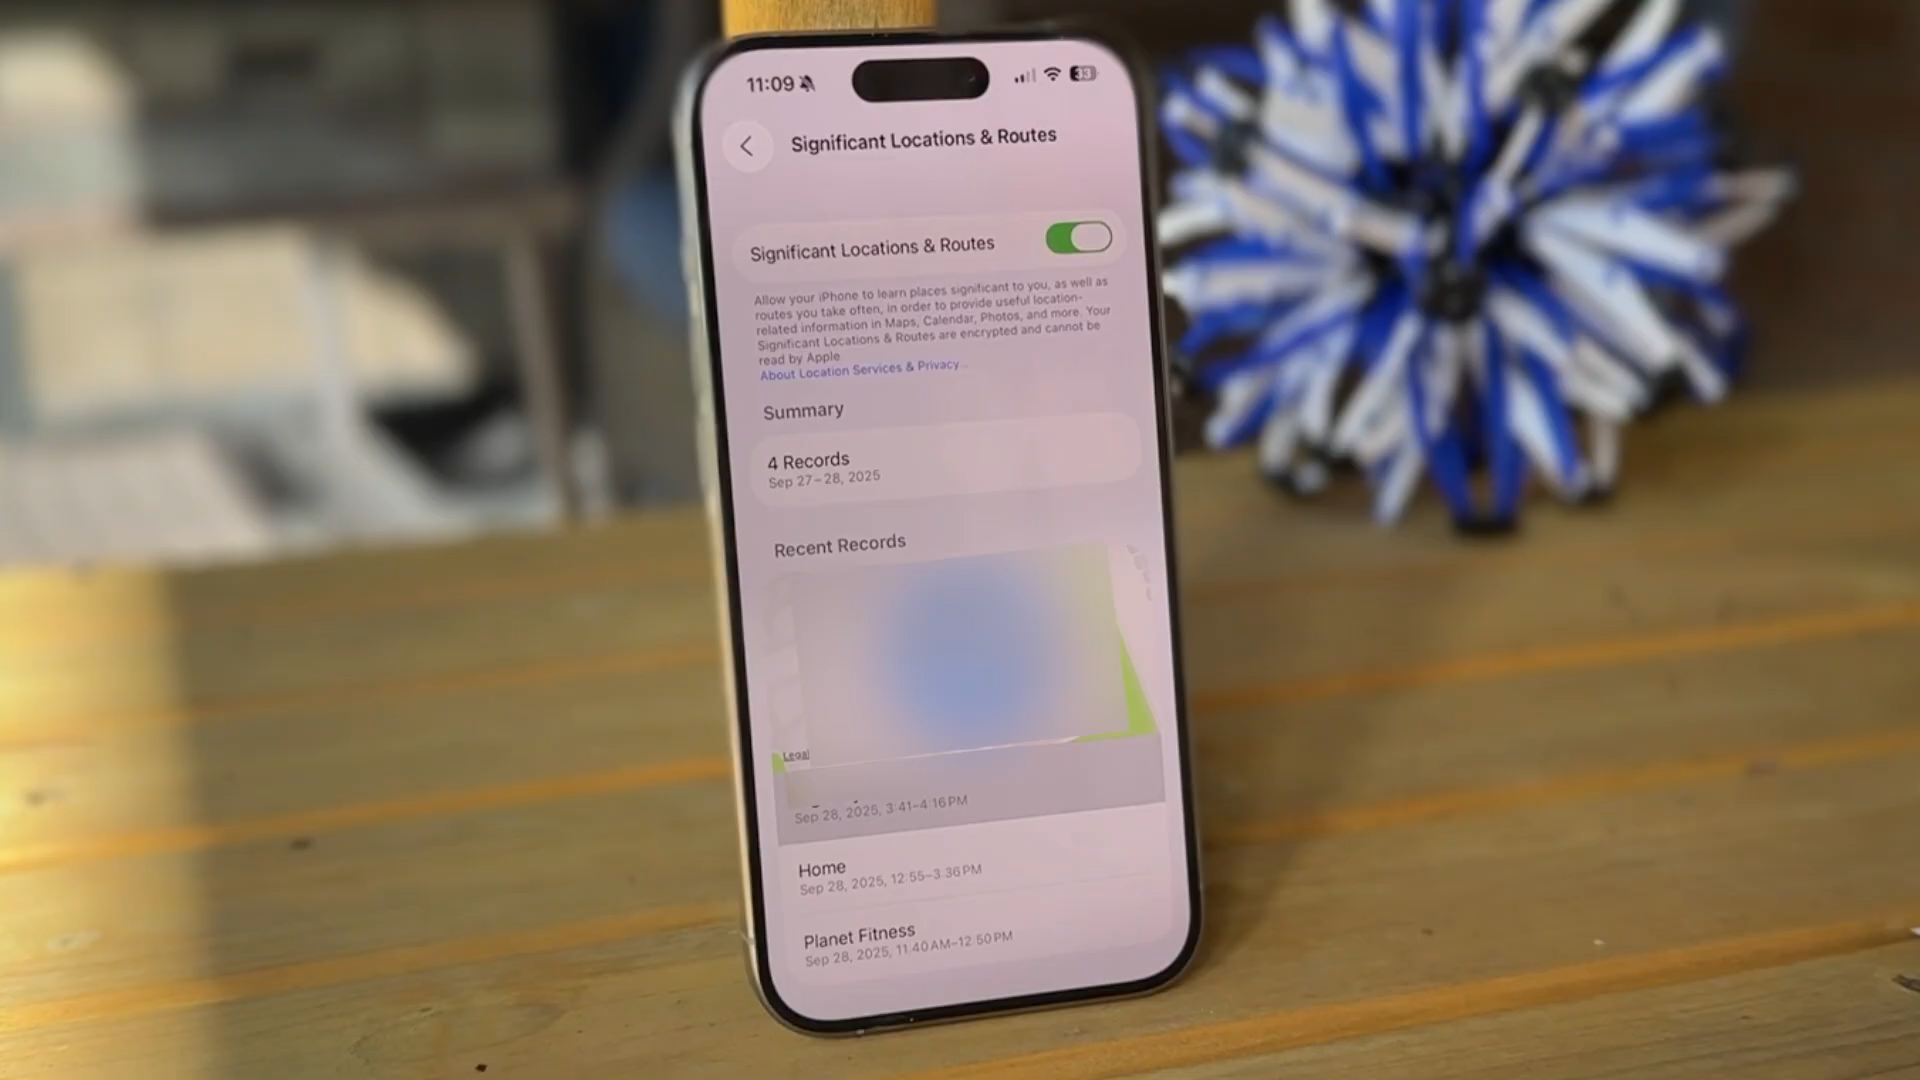 11:09
33
Significant Locations & Routes
Significant Locations & Routes
Allow your iPhone to learn places significant to you, as well as
routes you take often, in order to provide useful location-
related information in Maps, Calendar, Photos, and more. Your
Significant Locations & Routes are encrypted and cannot be
read by Apple.
About Location Services & Privacy...
Summary
4 Records
Sep 27–28, 2025
Recent Records
Legal
Sep 28, 2025, 3:41–4:16 PM
Home
Sep 28, 2025, 12:55–3:36 PM
Planet Fitness
Sep 28, 2025, 11:40 AM–12:50 PM